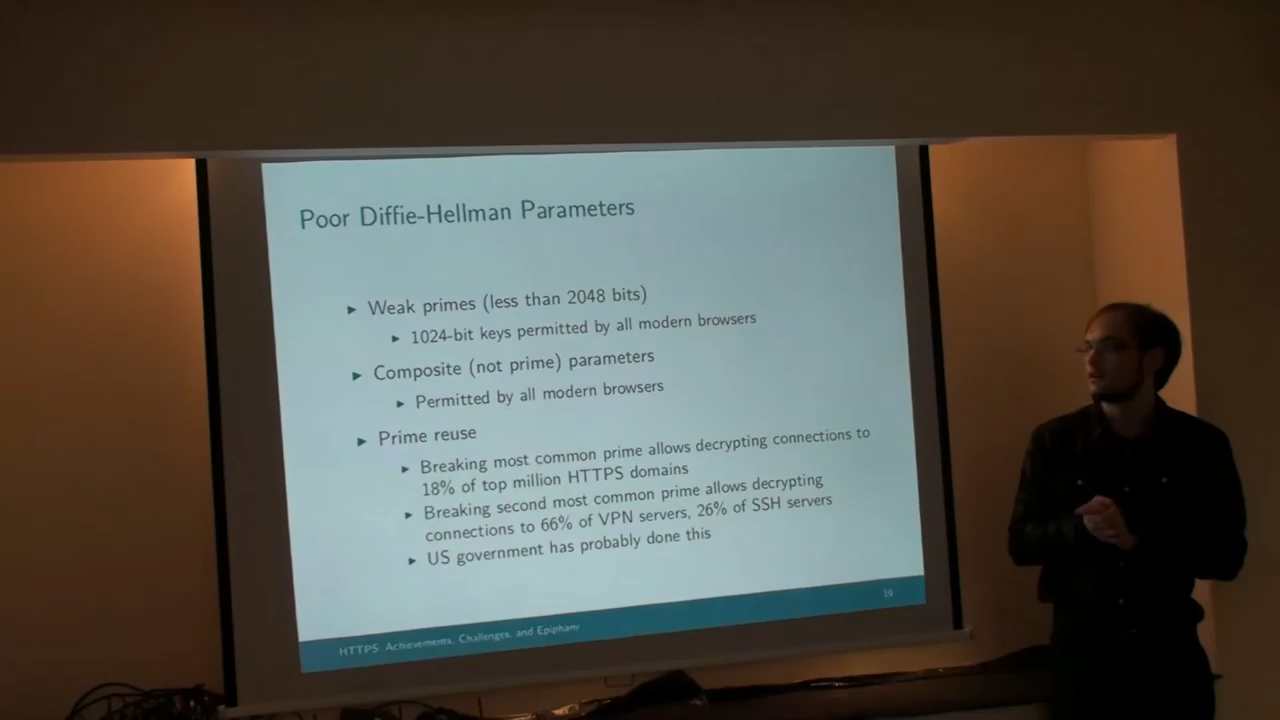 Poor Diffie-Hellman Parameters
► Weak primes (less than 2048 bits)
► 1024-bit keys permitted by all modern browsers
► Composite (not prime) parameters
► Permitted by all modern browsers
► Prime reuse
► Breaking most common prime allows decrypting connections to
18% of top million HTTPS domains
► Breaking second most common prime allows decrypting
connections to 66% of VPN servers, 26% of SSH servers
► US government has probably done this
19
HTTPS: Achievements, Challenges, and Epiphany